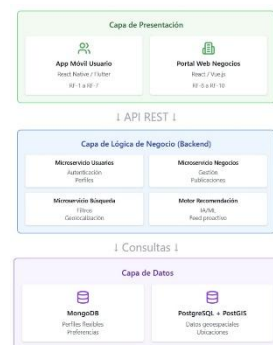 Capa de Presentación
App Móvil Usuario
React Native / Flutter
RF-1 a RF-7
Portal Web Negocios
React / Vue.js
RF-8 a RF-10
↓ API REST ↓
Capa de Lógica de Negocio (Backend)
Microservicio Usuarios
Autenticación
Perfiles
Microservicio Negocios
Gestión
Publicaciones
Microservicio Búsqueda
Filtros
Geolocalización
Motor Recomendación
IA/ML
Feed proactivo
↓ Consultas ↓
Capa de Datos
MongoDB
Perfiles flexibles
Preferencias
PostgreSQL + PostGIS
Datos geoespaciales
Ubicaciones